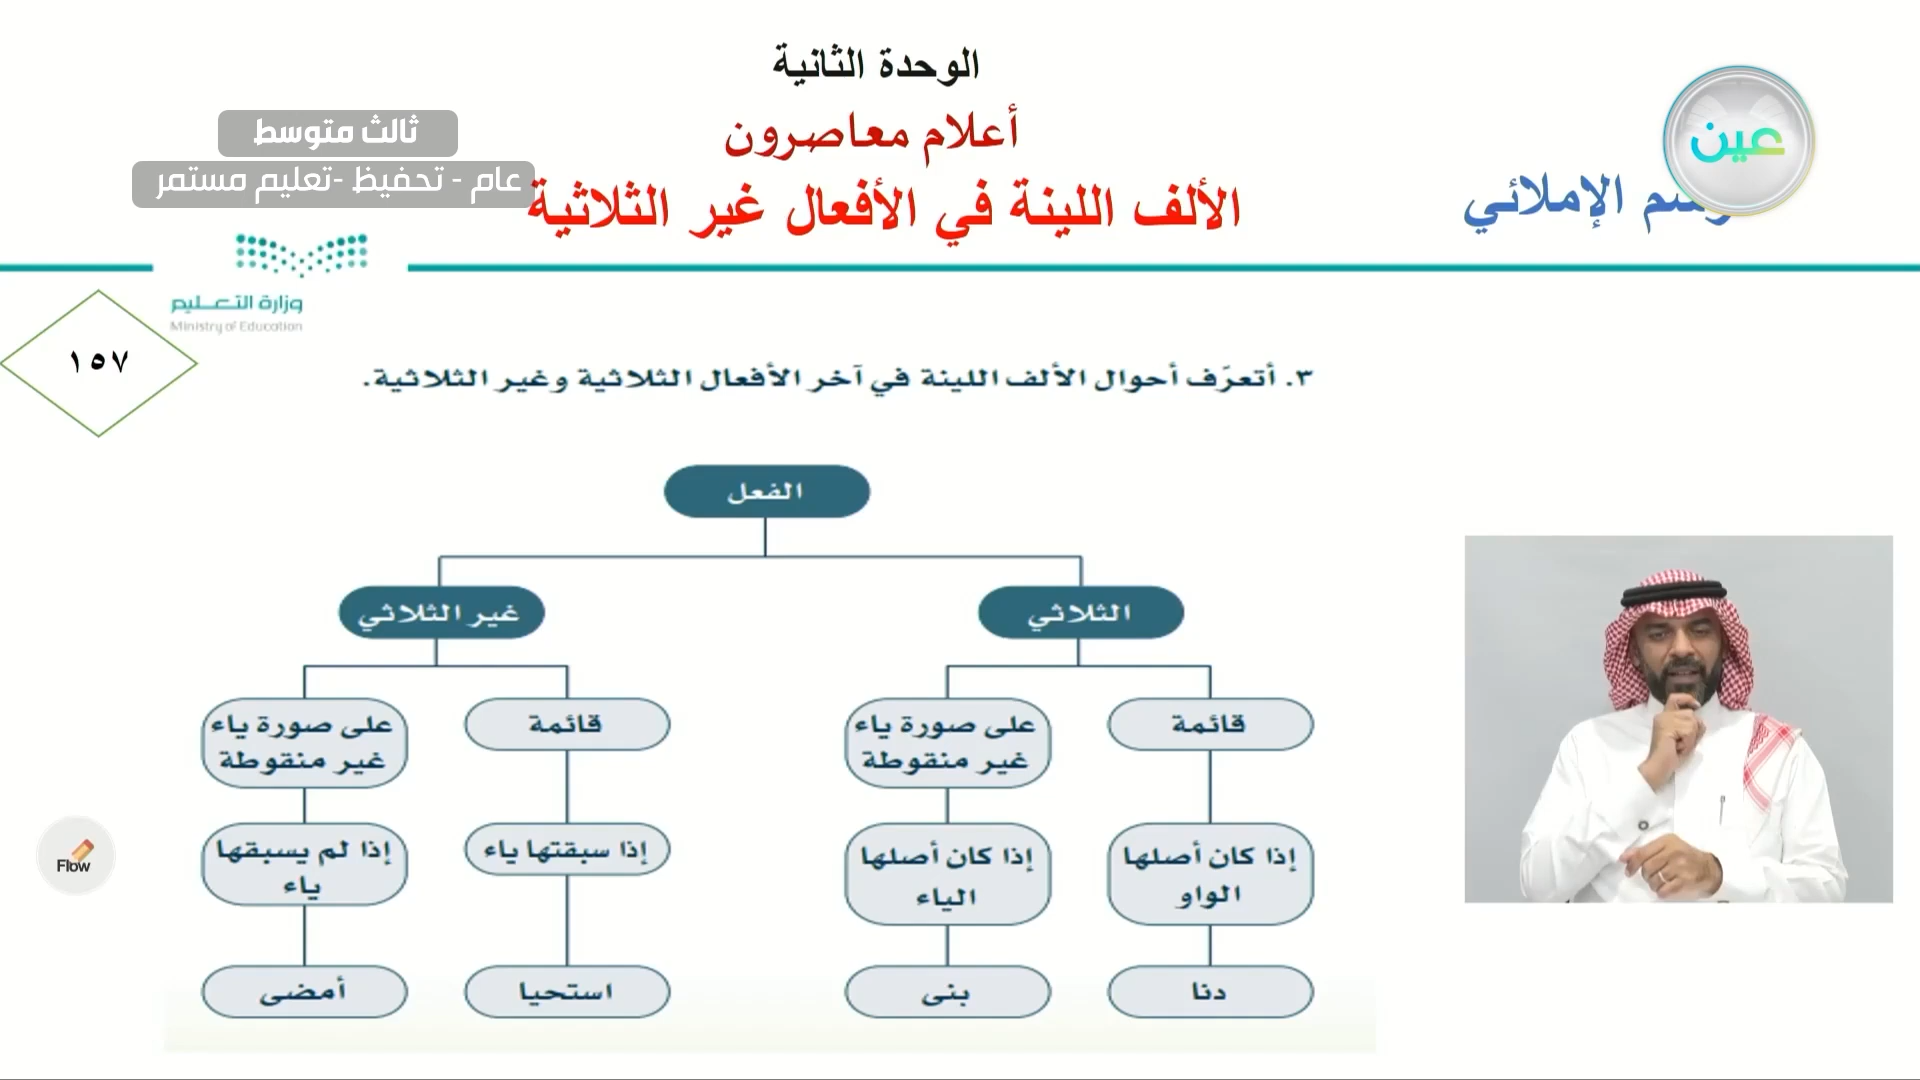 الوحدة الثانية
أعلام معاصرون
الألف اللينة في الأفعال غير الثلاثية
الإملائي
عين
ثالث متوسط
عام - تحفيظ -تعليم مستمر
وزارة التعـــليم
Ministry of Education
١٥٧
٣. أتعرّف أحوال الألف اللينة في آخر الأفعال الثلاثية وغير الثلاثية.
الفعل
الثلاثي
غير الثلاثي
قائمة
على صورة ياء
غير منقوطة
قائمة
على صورة ياء
غير منقوطة
إذا كان أصلها
الواو
إذا كان أصلها
الياء
إذا سبقتها ياء
إذا لم يسبقها
ياء
دنا
بنى
استحيا
أمضى
Flow